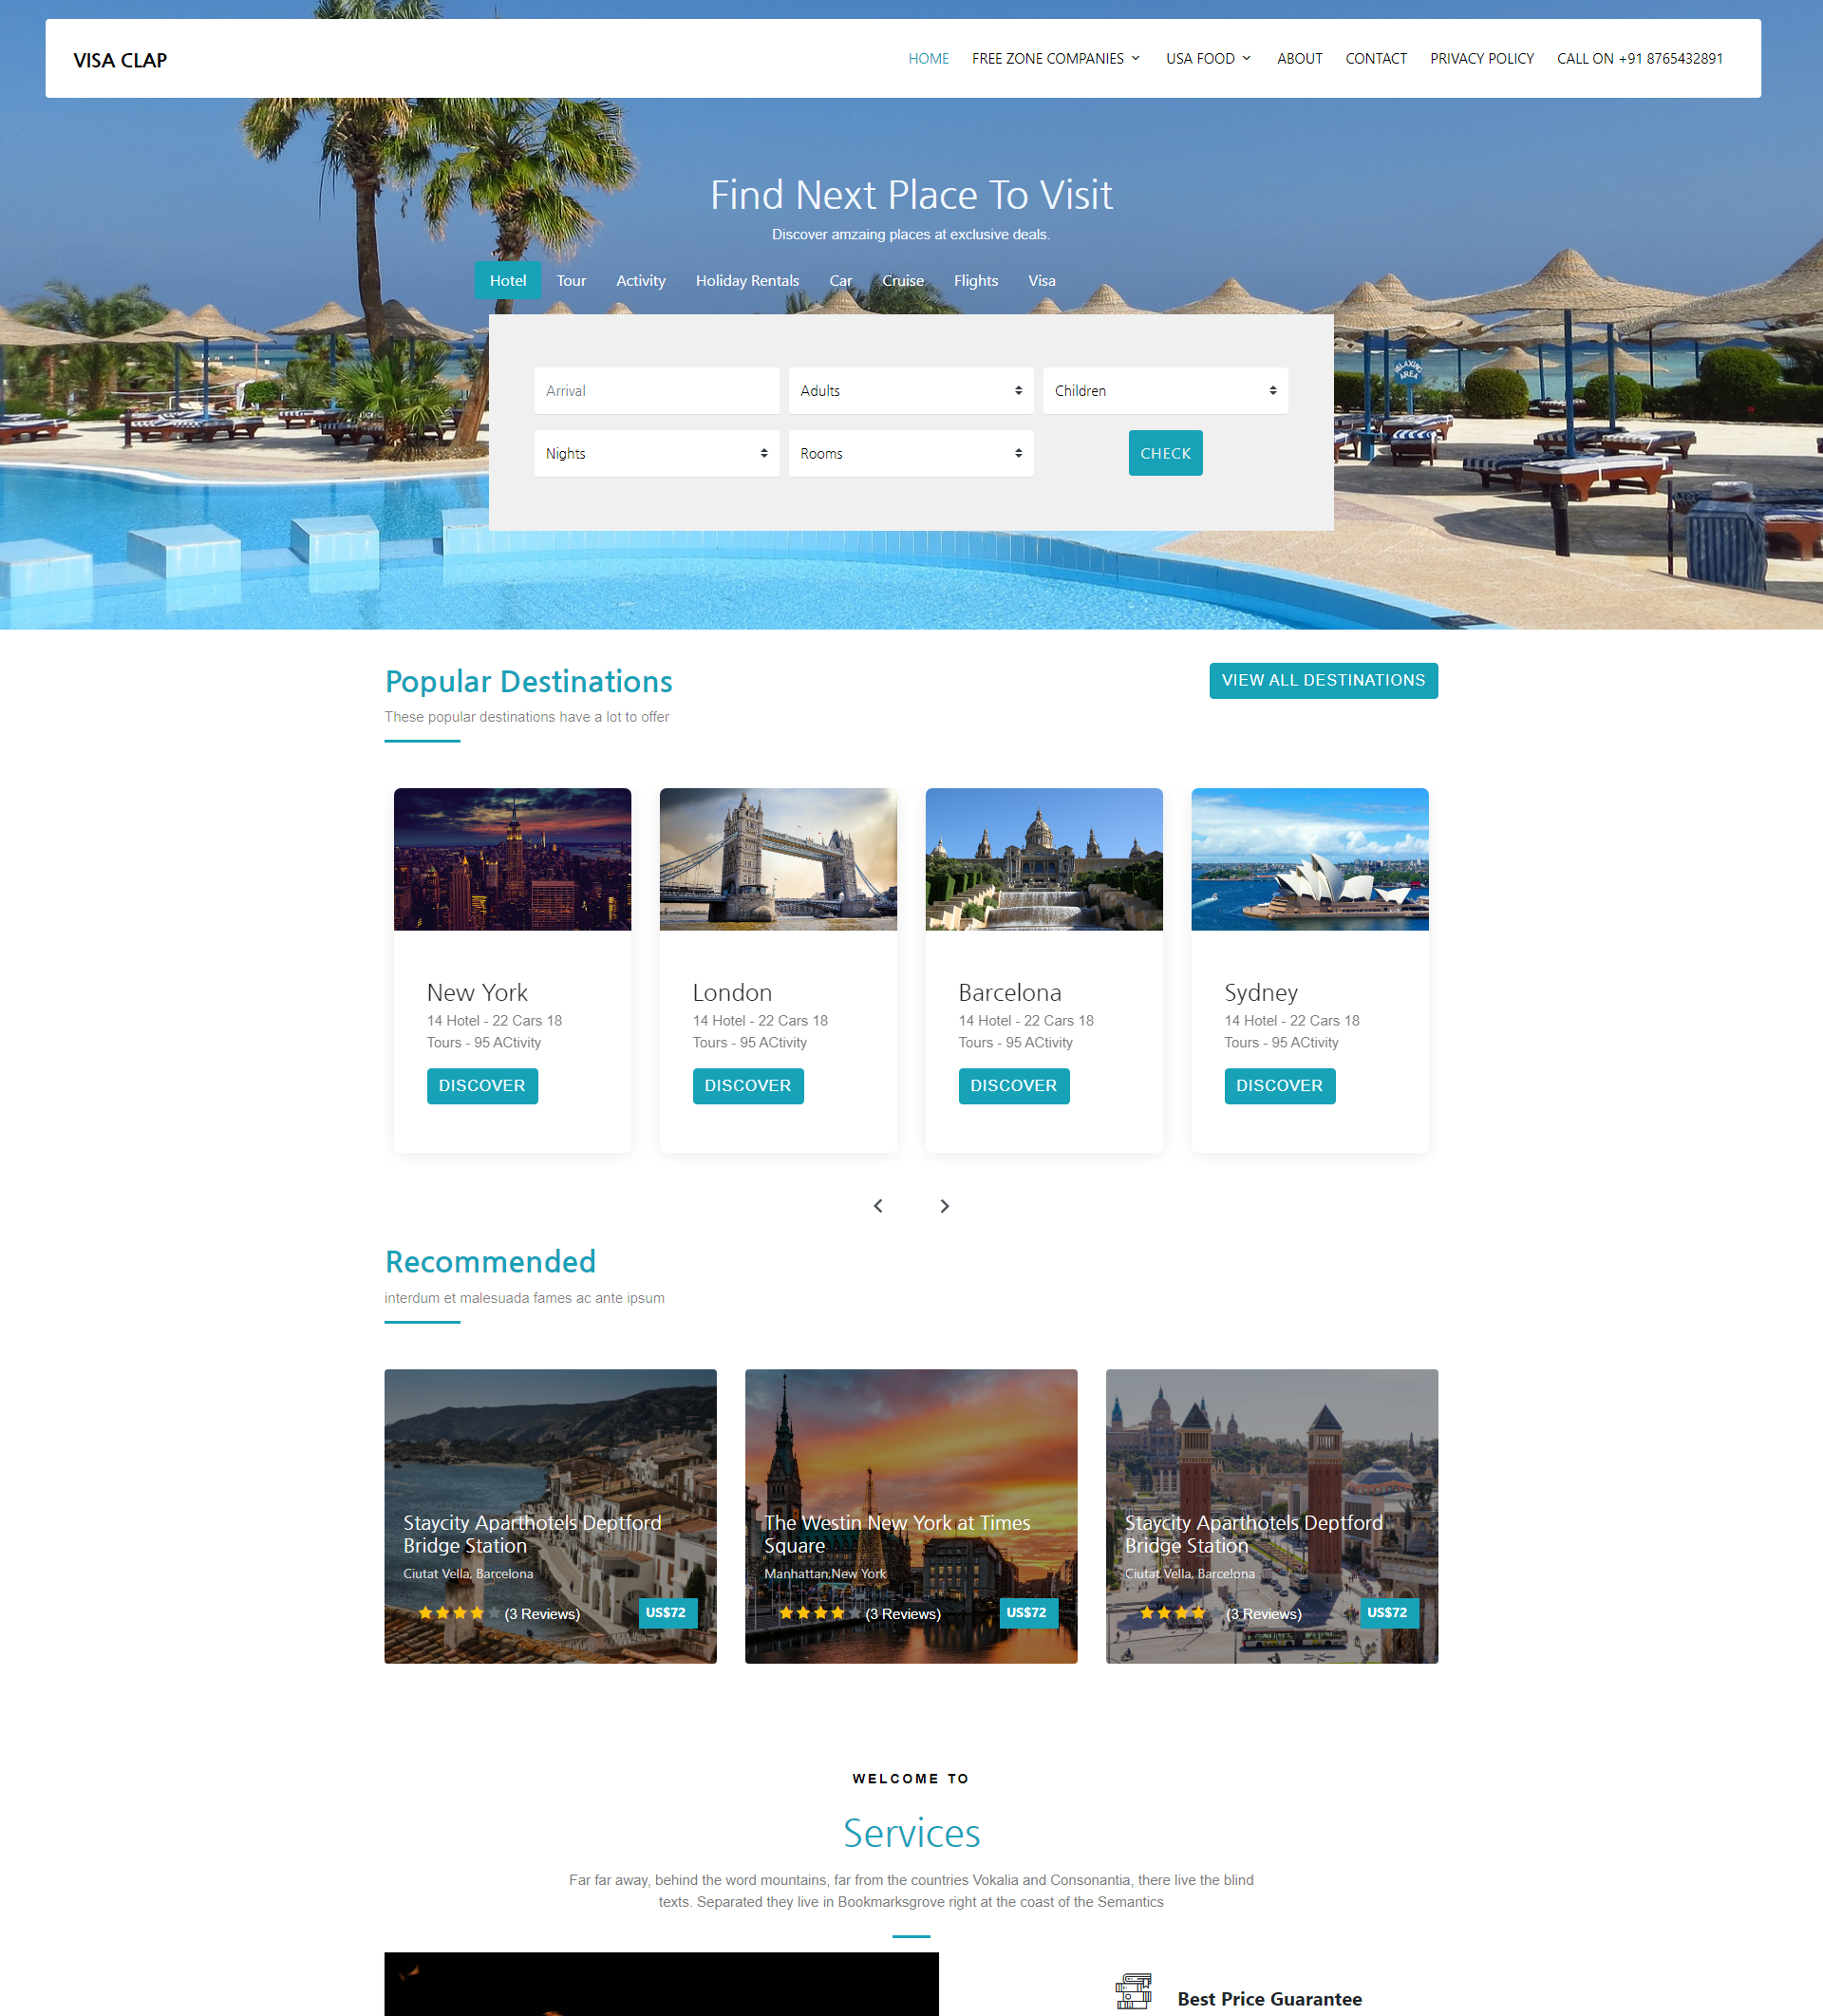 VISA CLAP
HOME FREE ZONE COMPANIES USA FOOD ABOUT CONTACT PRIVACY POLICY CALL ON +91 8765432891
Find Next Place To Visit
Discover amzaing places at exclusive deals.
Hotel Tour Activity Holiday Rentals Car Cruise Flights Visa
RELAXING
AREA
Arrival Adults Children
Nights Rooms CHECK
Popular Destinations
VIEW ALL DESTINATIONS
These popular destinations have a lot to offer
New York
14 Hotel - 22 Cars 18
Tours - 95 ACtivity
DISCOVER
London
14 Hotel - 22 Cars 18
Tours - 95 ACtivity
DISCOVER
Barcelona
14 Hotel - 22 Cars 18
Tours - 95 ACtivity
DISCOVER
Sydney
14 Hotel - 22 Cars 18
Tours - 95 ACtivity
DISCOVER
Recommended
interdum et malesuada fames ac ante ipsum
Staycity Aparthotels Deptford
Bridge Station
Ciutat Vella, Barcelona
(3 Reviews) US$72
The Westin New York at Times
Square
Manhattan,New York
(3 Reviews) US$72
Staycity Aparthotels Deptford
Bridge Station
Ciutat Vella, Barcelona
(3 Reviews) US$72
WELCOME TO
Services
Far far away, behind the word mountains, far from the countries Vokalia and Consonantia, there live the blind
texts. Separated they live in Bookmarksgrove right at the coast of the Semantics
Best Price Guarantee